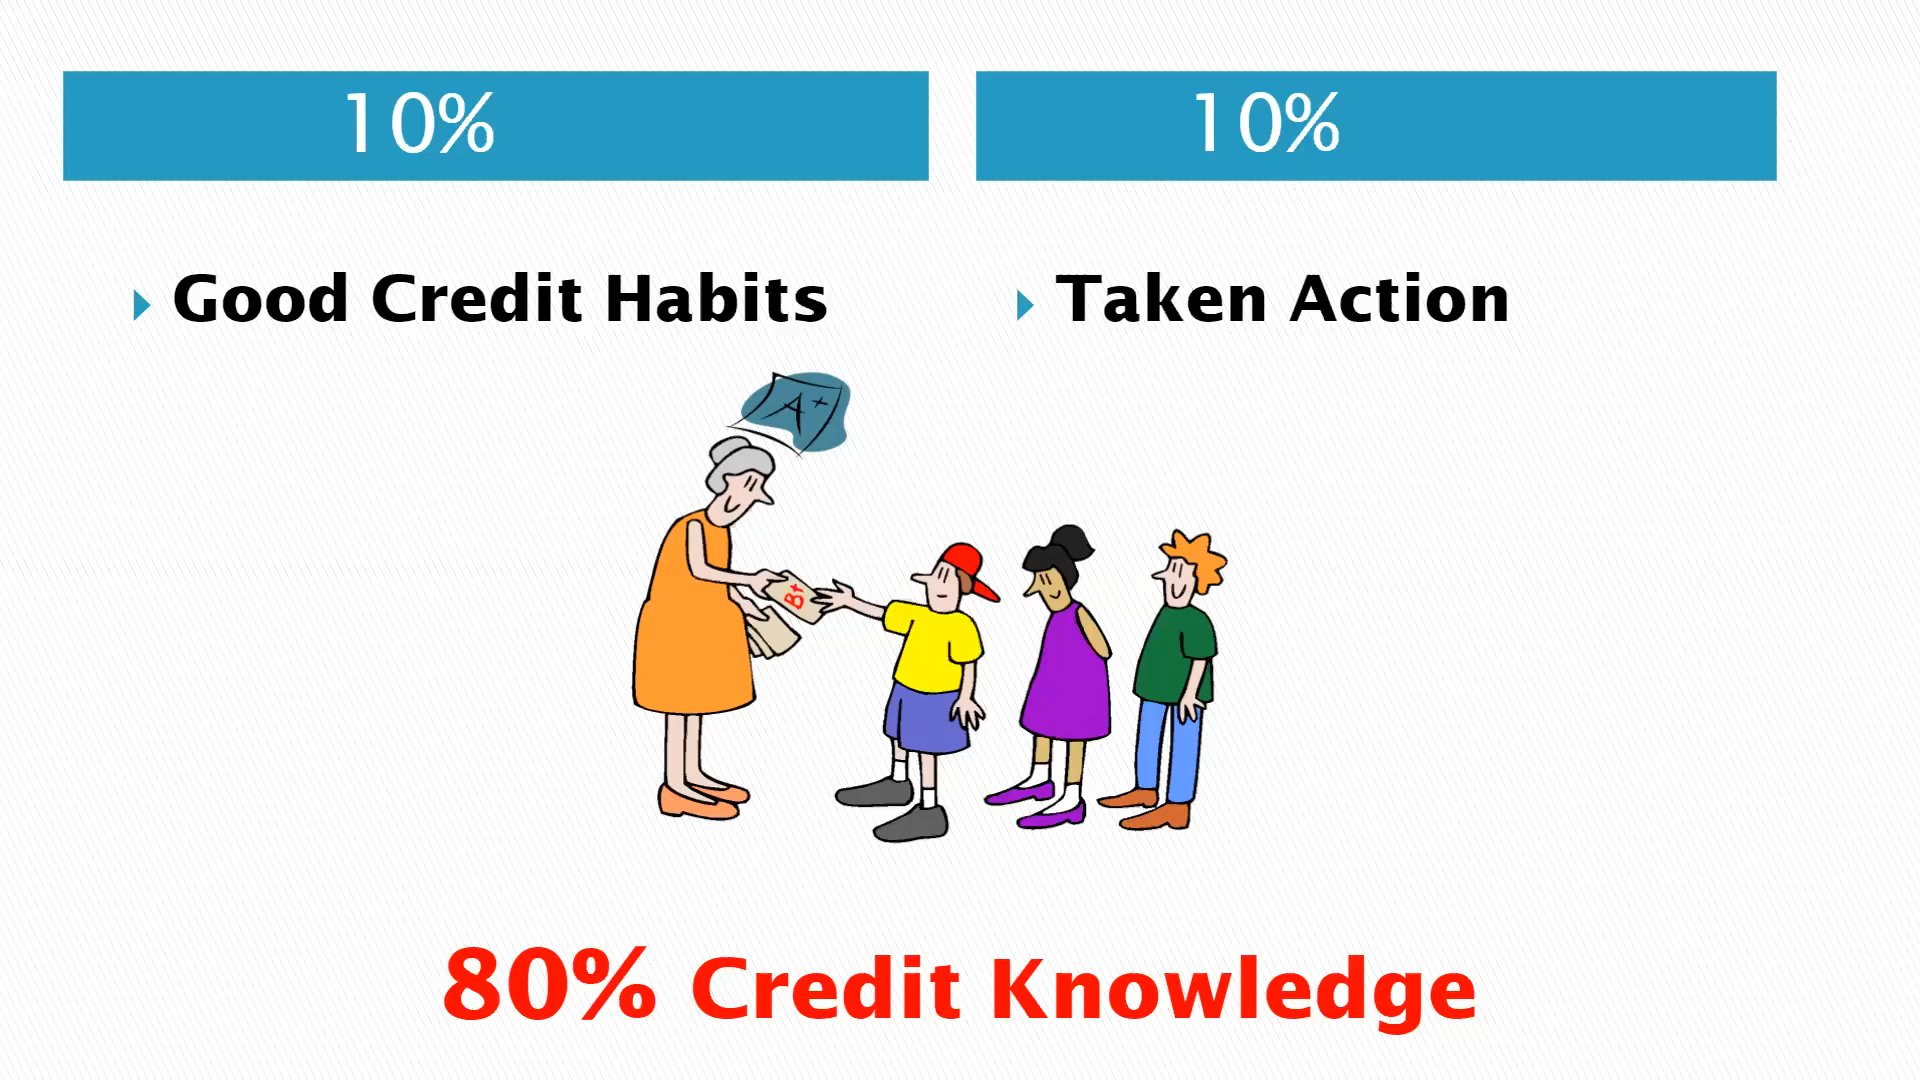 10%
10%
Good Credit Habits
Taken Action
A+
B+
80% Credit Knowledge